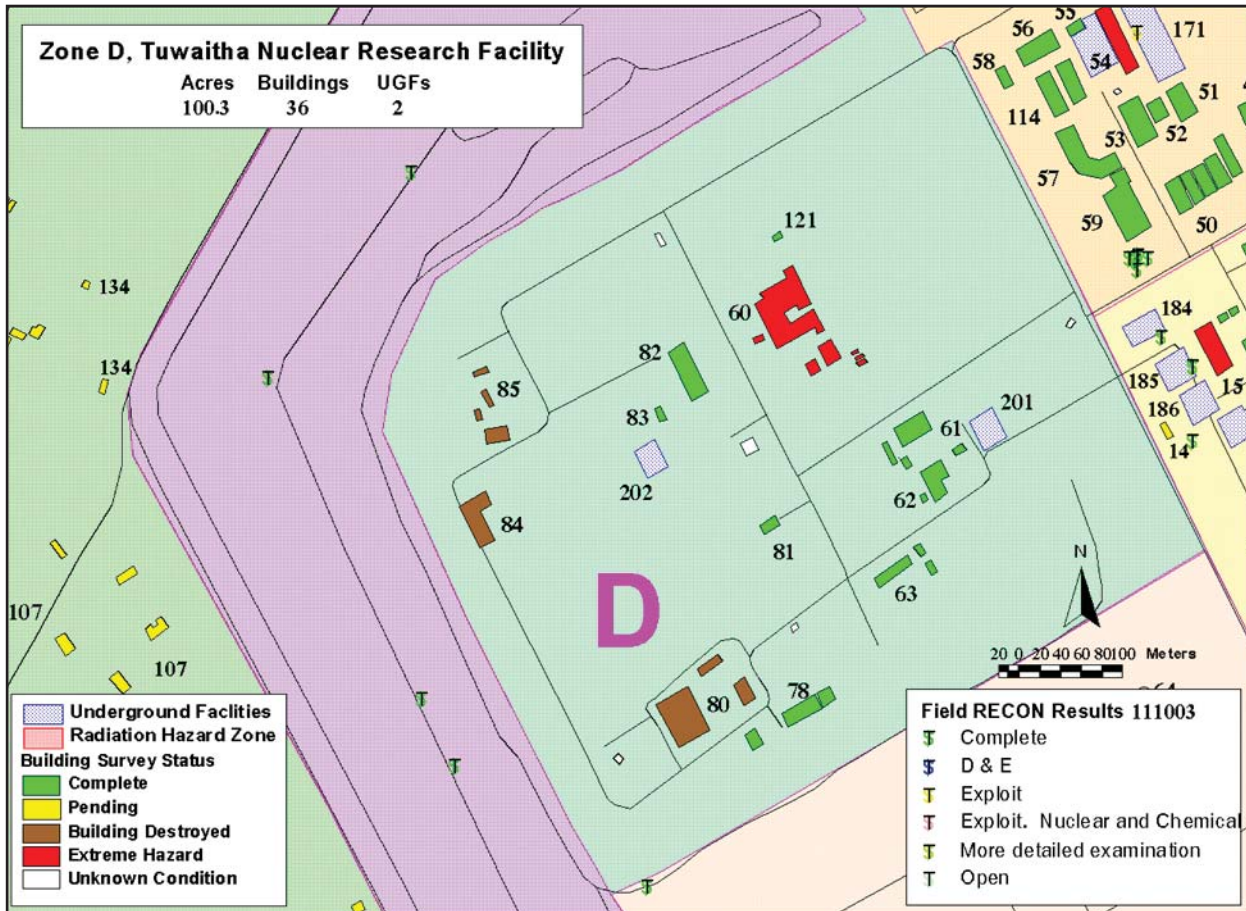 Zone D, Tuwaitha Nuclear Research Facility
Acres Buildings UGFs
100.3 36 2
55
56
171
58
54
51
114
53
52
57
59
50
121
134
60
184
82
134
85
185
15
186
83
61
201
14
202
62
84
81
63
D
N
107
107
20 0 20 40 60 80 100 Meters
64
80
78
Underground Facilities
Radiation Hazard Zone
Building Survey Status
Complete
Pending
Building Destroyed
Extreme Hazard
Unknown Condition
Field RECON Results 111003
Complete
D & E
Exploit
Exploit. Nuclear and Chemical
More detailed examination
Open